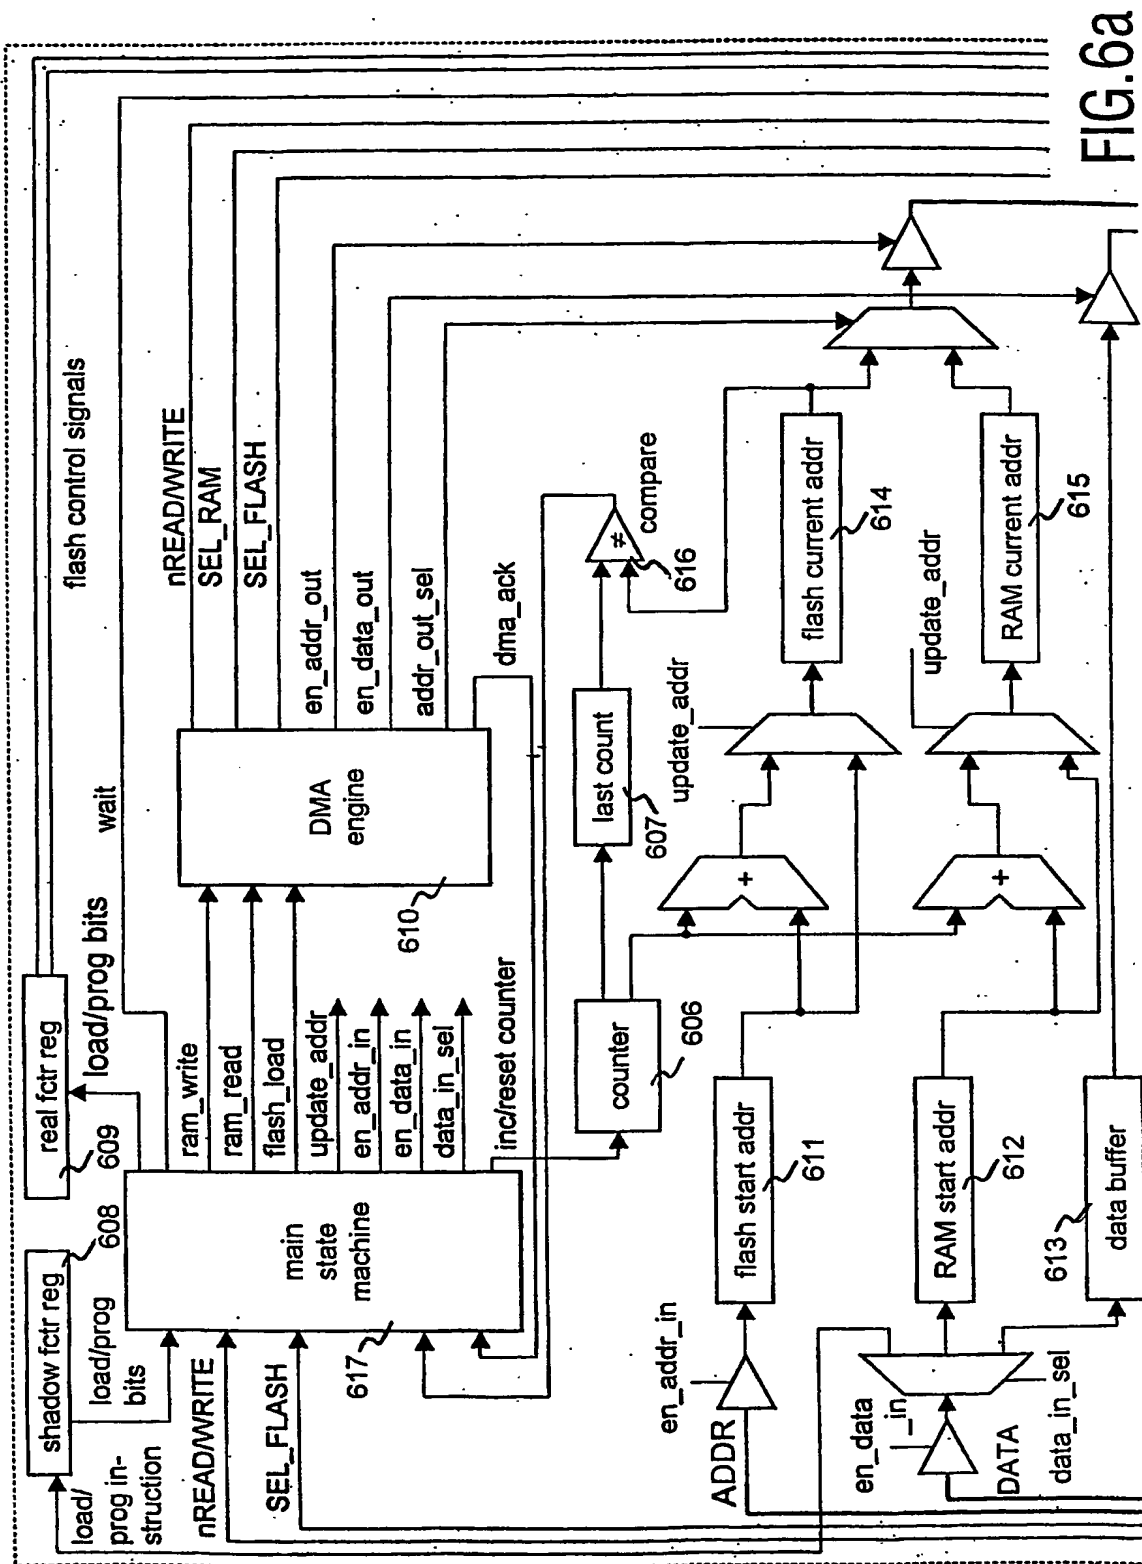 shadow fctr reg
608
real fctr reg
609
flash control signals
load/
prog in-
struction
load/prog
bits
load/prog bits
wait
nREAD/WRITE
SEL_FLASH
main
state
machine
617
ram_write
ram_read
flash_load
update_addr
en_addr_in
en_data_in
data_in_sel
inc/reset counter
DMA
engine
610
nREAD/WRITE
SEL_RAM
SEL_FLASH
en_addr_out
en_data_out
addr_out_sel
dma_ack
counter
606
last count
607
≠
compare
616
ADDR
en_addr_in
flash start addr
611
+
update_addr
flash current addr
614
RAM start addr
612
+
update_addr
RAM current addr
615
en_data
_in
DATA
data_in_sel
613
data buffer
FIG.6a